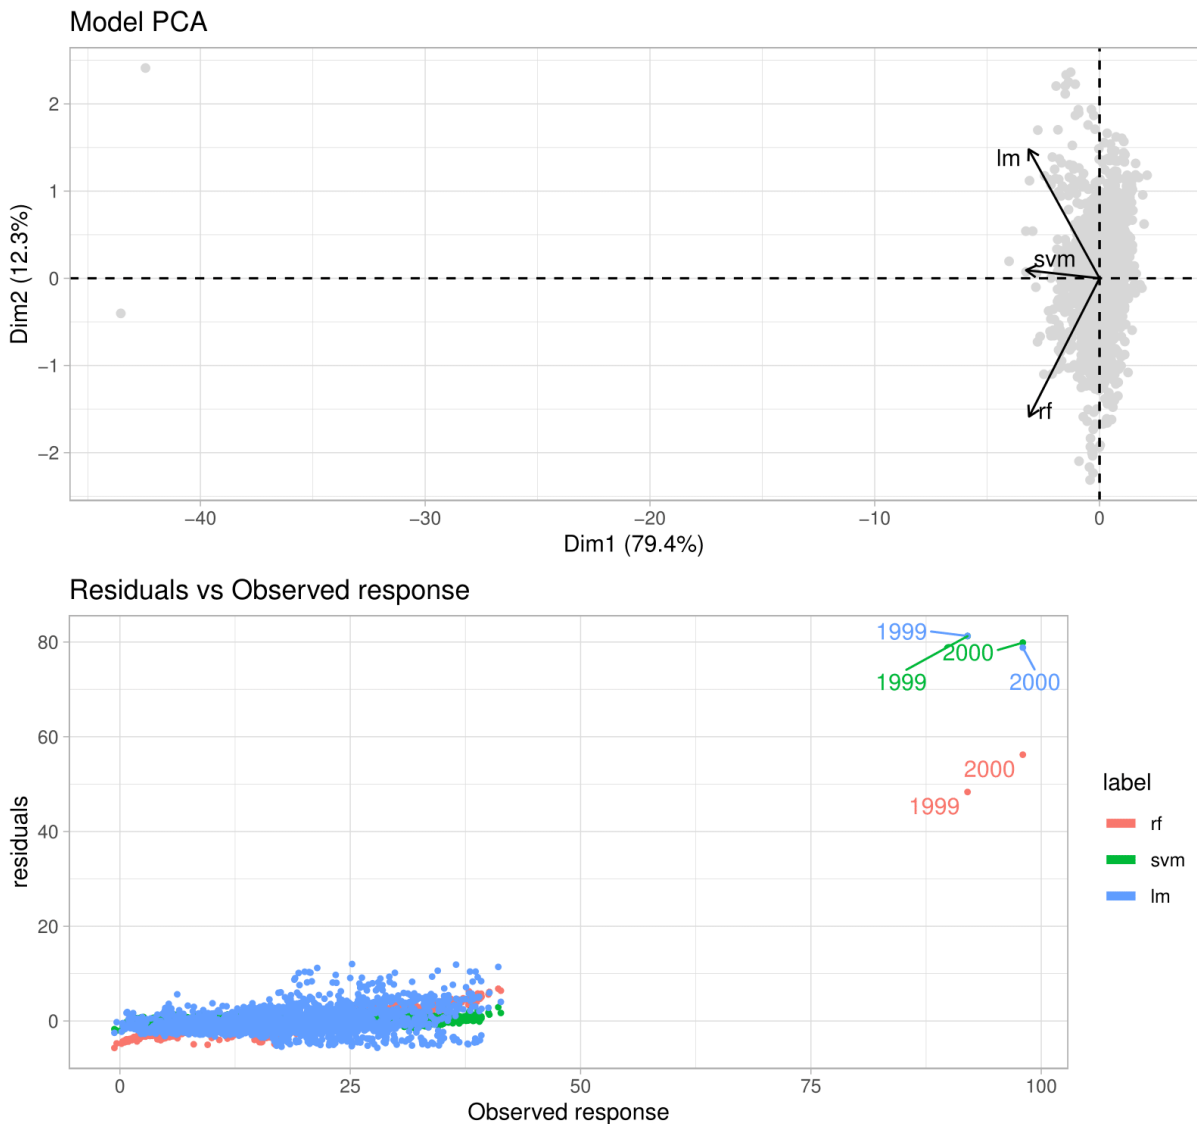 Model PCA
2
1
0
−1
−2
Dim2 (12.3%)
lm
svm
rf
−40
−30
−20
−10
0
Dim1 (79.4%)
Residuals vs Observed response
80
60
40
20
0
residuals
1999
2000
1999
2000
2000
1999
0
25
50
75
100
Observed response
label
rf
svm
lm